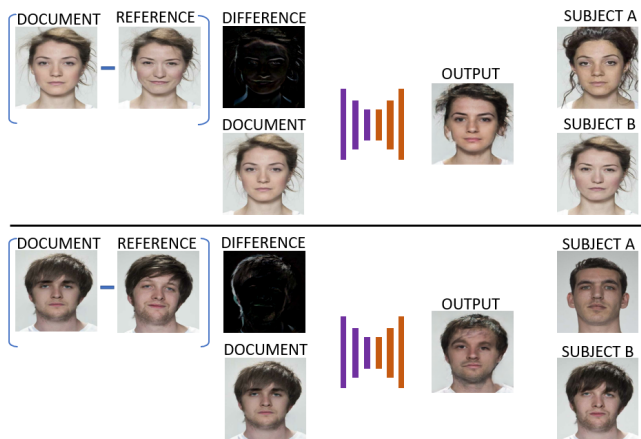 DOCUMENT REFERENCE DIFFERENCE SUBJECT A
OUTPUT
DOCUMENT SUBJECT B
DOCUMENT REFERENCE DIFFERENCE SUBJECT A
OUTPUT
DOCUMENT SUBJECT B